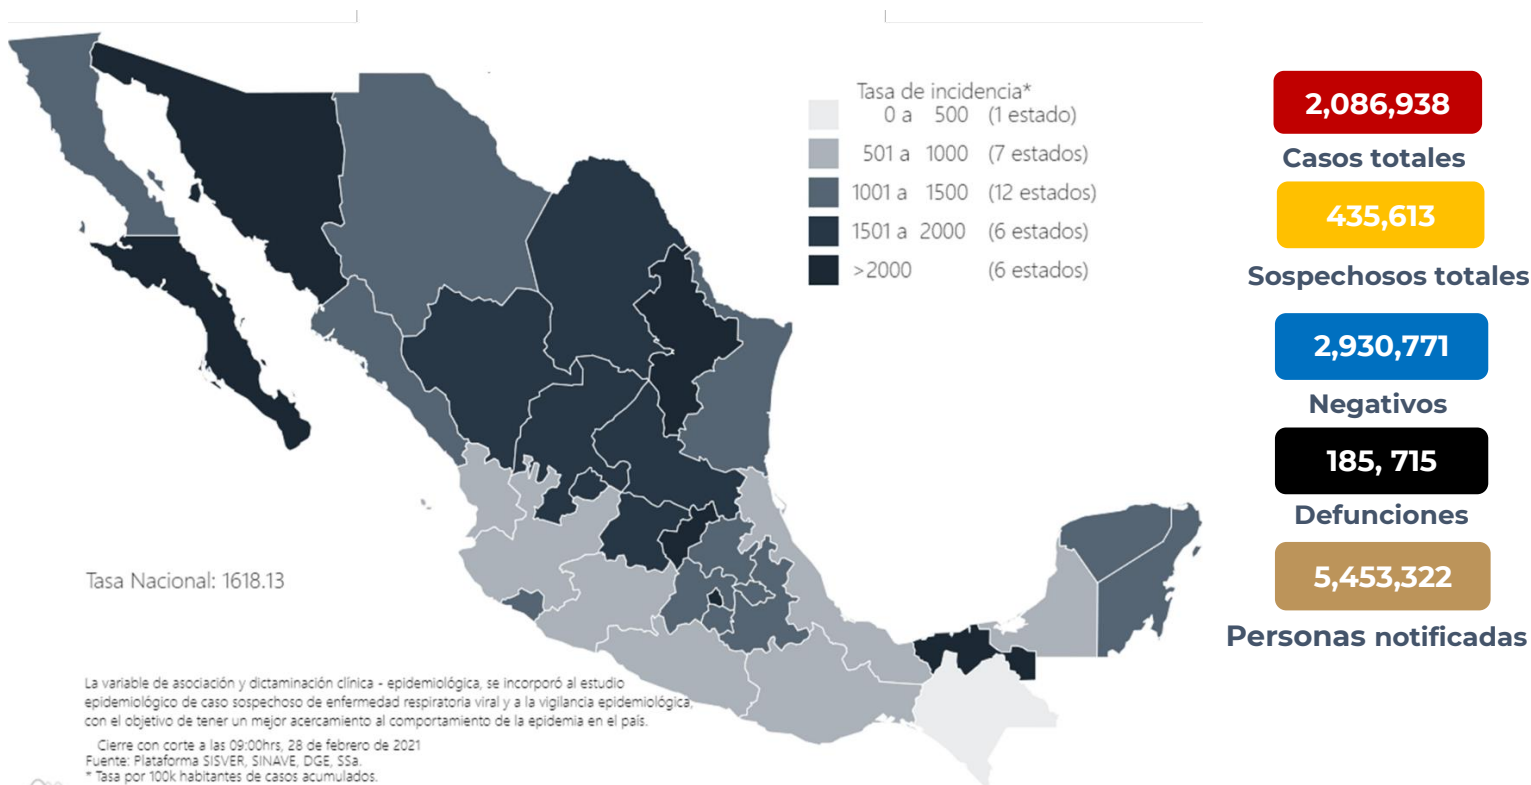 Tasa de incidencia*
0 a 500 (1 estado)
501 a 1000 (7 estados)
1001 a 1500 (12 estados)
1501 a 2000 (6 estados)
>2000 (6 estados)
2,086,938
Casos totales
435,613
Sospechosos totales
2,930,771
Negativos
185, 715
Defunciones
5,453,322
Personas notificadas
Tasa Nacional: 1618.13
La variable de asociación y dictaminación clínica - epidemiológica, se incorporó al estudio
epidemiológico de caso sospechoso de enfermedad respiratoria viral y a la vigilancia epidemiológica,
con el objetivo de tener un mejor acercamiento al comportamiento de la epidemia en el país.
Cierre con corte a las 09:00hrs, 28 de febrero de 2021
Fuente: Plataforma SISVER, SINAVE, DGE, SSa.
* Tasa por 100k habitantes de casos acumulados.